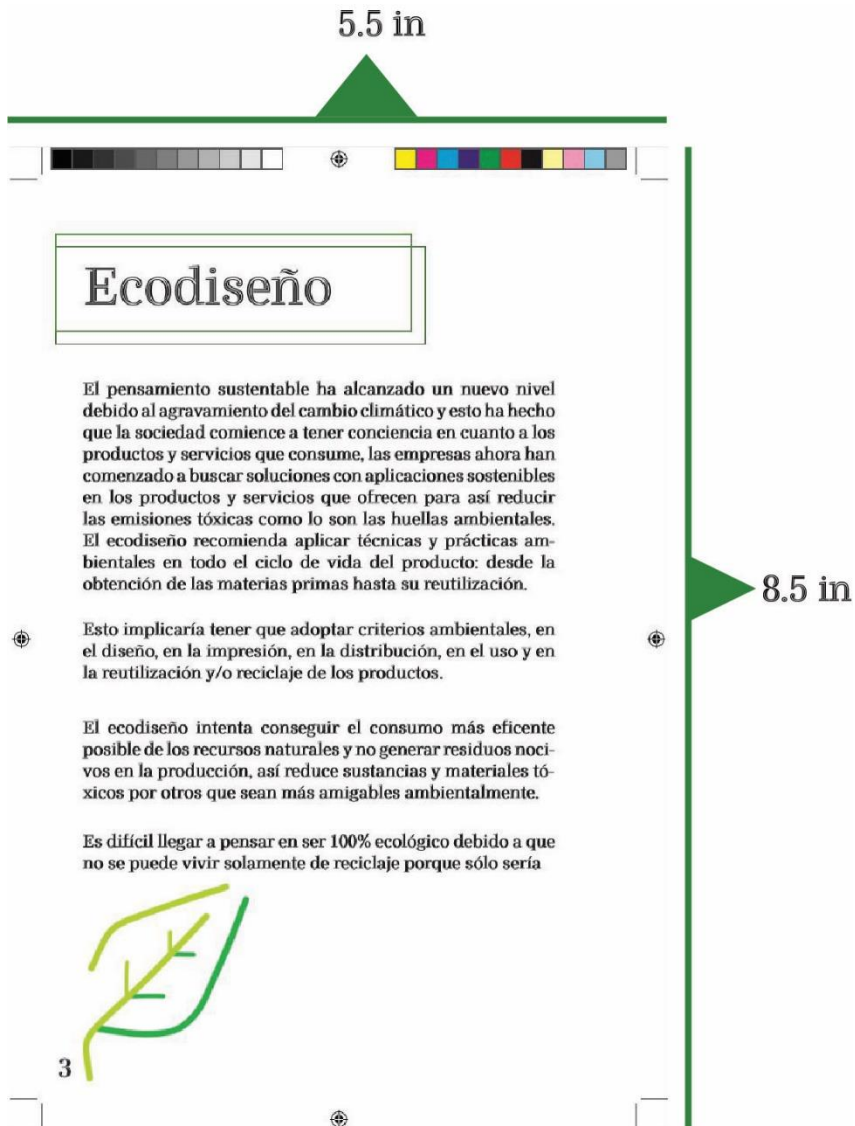 5.5 in
Ecodiseño
El pensamiento sustentable ha alcanzado un nuevo nivel
debido al agravamiento del cambio climático y esto ha hecho
que la sociedad comience a tener conciencia en cuanto a los
productos y servicios que consume, las empresas ahora han
comenzado a buscar soluciones con aplicaciones sostenibles
en los productos y servicios que ofrecen para así reducir
las emisiones tóxicas como lo son las huellas ambientales.
El ecodiseño recomienda aplicar técnicas y prácticas am-
bientales en todo el ciclo de vida del producto: desde la
obtención de las materias primas hasta su reutilización.
8.5 in
Esto implicaría tener que adoptar criterios ambientales, en
el diseño, en la impresión, en la distribución, en el uso y en
la reutilización y/o reciclaje de los productos.
El ecodiseño intenta conseguir el consumo más eficente
posible de los recursos naturales y no generar residuos noci-
vos en la producción, así reduce sustancias y materiales tó-
xicos por otros que sean más amigables ambientalmente.
Es difícil llegar a pensar en ser 100% ecológico debido a que
no se puede vivir solamente de reciclaje porque sólo sería
3